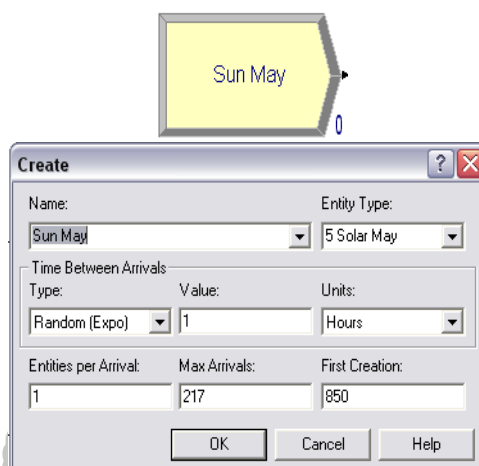 Sun May
0
Create
Name: Entity Type:
Sun May 5 Solar May
Time Between Arrivals
Type: Value: Units:
Random (Expo) 1 Hours
Entities per Arrival: Max Arrivals: First Creation:
1 217 850
OK Cancel Help